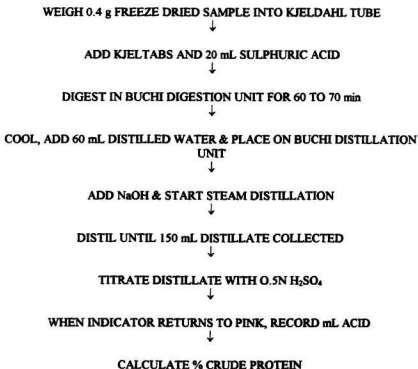 WEIGH 0.4 g FREEZE DRIED SAMPLE INTO KJELDAHL TUBE
↓
ADD KJELTABS AND 20 mL SULPHURIC ACID
↓
DIGEST IN BUCHI DIGESTION UNIT FOR 60 TO 70 min
↓
COOL, ADD 60 mL DISTILLED WATER & PLACE ON BUCHI DISTILLATION
UNIT
↓
ADD NaOH & START STEAM DISTILLATION
↓
DISTIL UNTIL 150 mL DISTILLATE COLLECTED
↓
TITRATE DISTILLATE WITH O.5N H₂SO₄
↓
WHEN INDICATOR RETURNS TO PINK, RECORD mL ACID
↓
CALCULATE % CRUDE PROTEIN